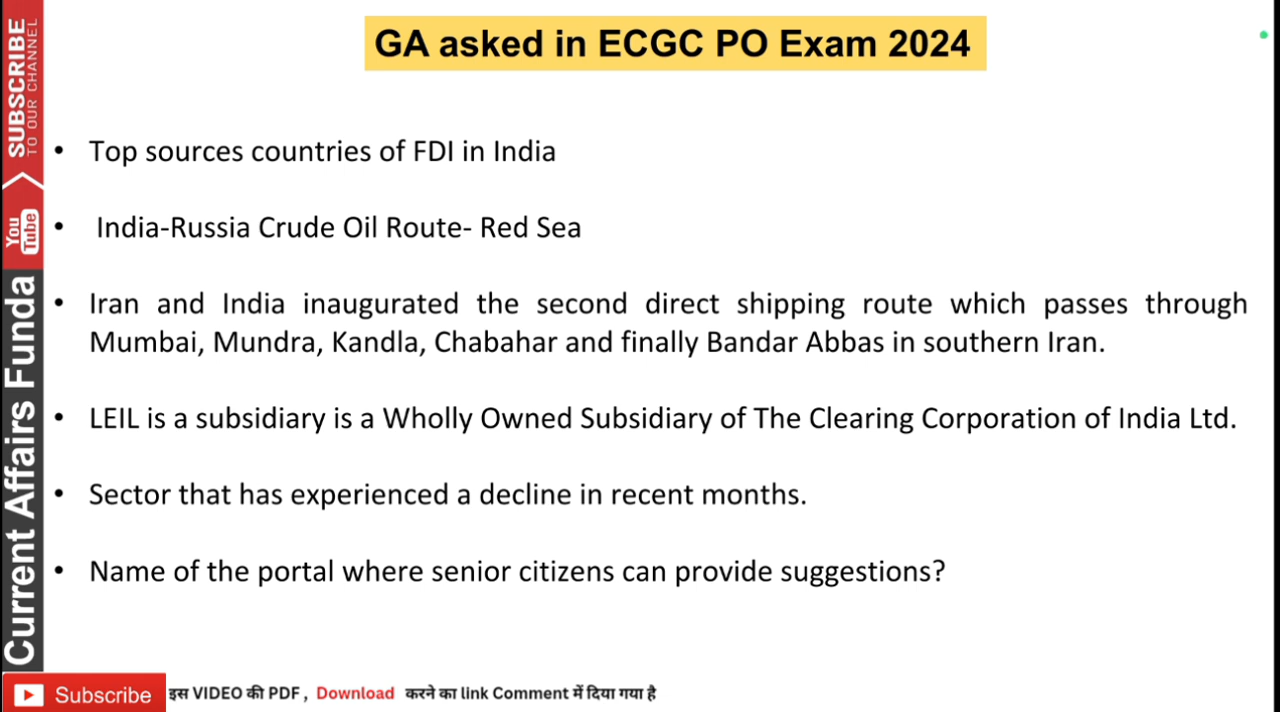 GA asked in ECGC PO Exam 2024
• Top sources countries of FDI in India
• India-Russia Crude Oil Route- Red Sea
• Iran and India inaugurated the second direct shipping route which passes through
Mumbai, Mundra, Kandla, Chabahar and finally Bandar Abbas in southern Iran.
• LEIL is a subsidiary is a Wholly Owned Subsidiary of The Clearing Corporation of India Ltd.
• Sector that has experienced a decline in recent months.
• Name of the portal where senior citizens can provide suggestions?
SUBSCRIBE
TO OUR CHANNEL
You
Tube
Current Affairs Funda
Subscribe
इस VIDEO की PDF , Download करने का link Comment में दिया गया है